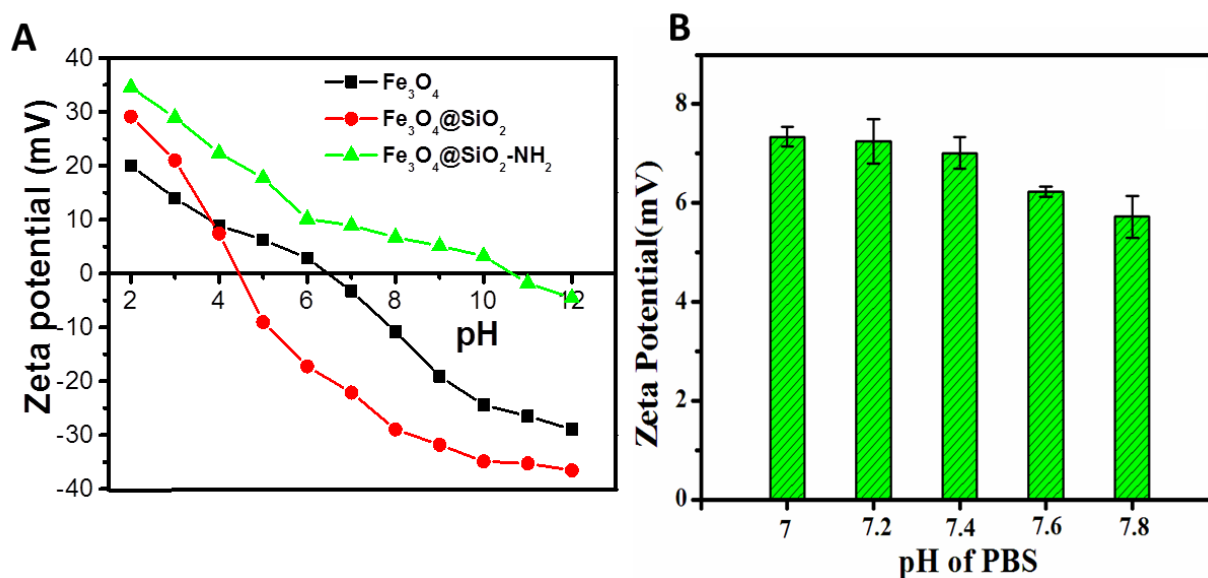 A
Zeta potential (mV)
40
30
20
10
0
-10
-20
-30
-40
2
4
6
8
10
12
pH
Fe₃O₄
Fe₃O₄@SiO₂
Fe₃O₄@SiO₂-NH₂
B
Zeta Potential(mV)
8
6
4
2
0
7
7.2
7.4
7.6
7.8
pH of PBS